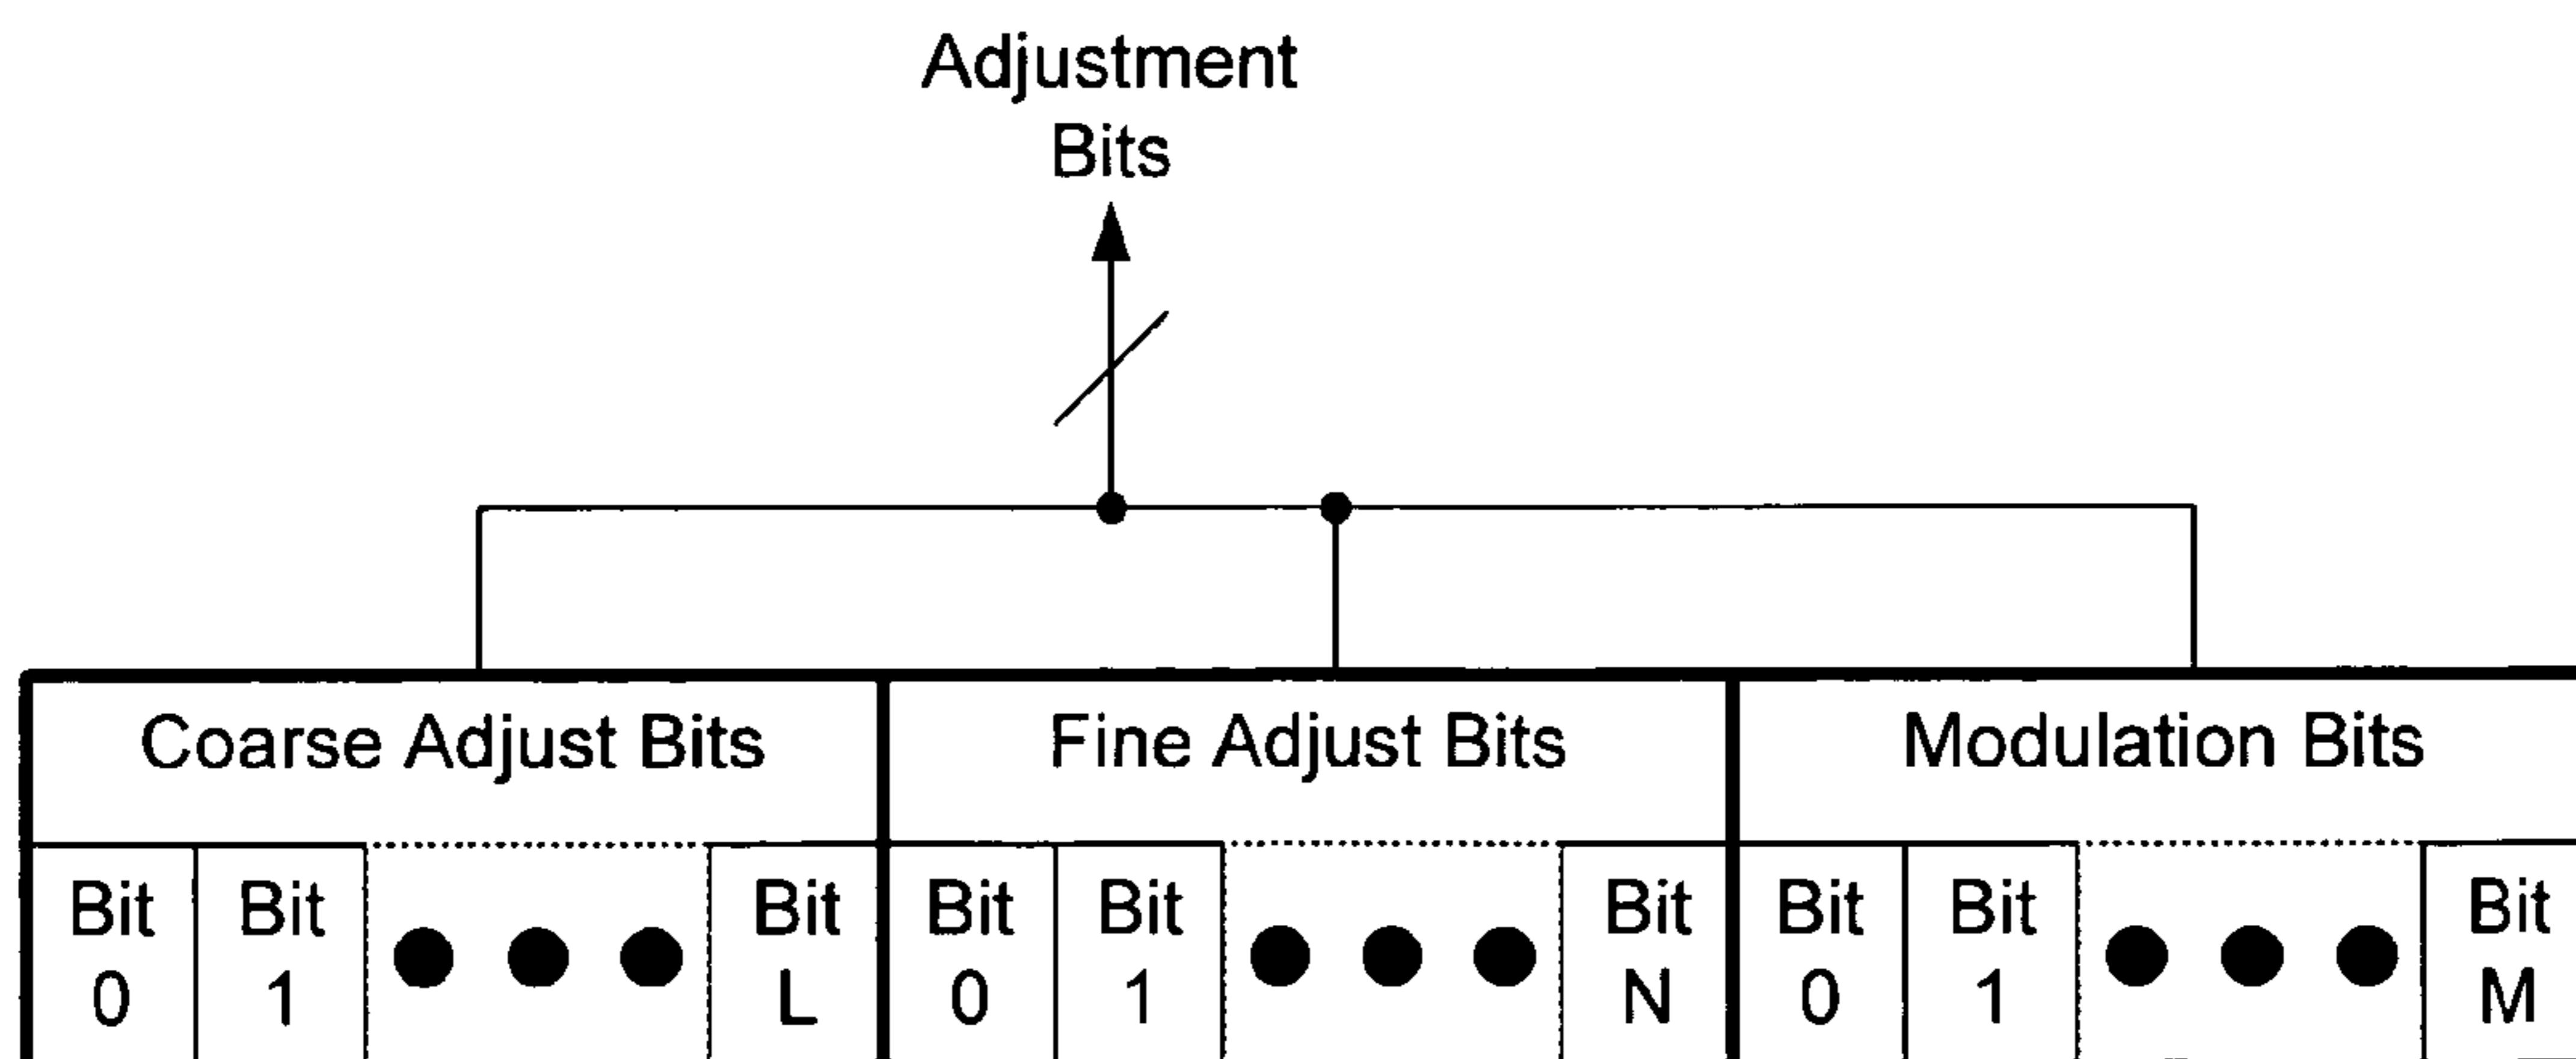 Adjustment
Bits
Coarse Adjust Bits Fine Adjust Bits Modulation Bits
Bit Bit Bit Bit Bit Bit Bit Bit Bit
0 1 L 0 1 N 0 1 M